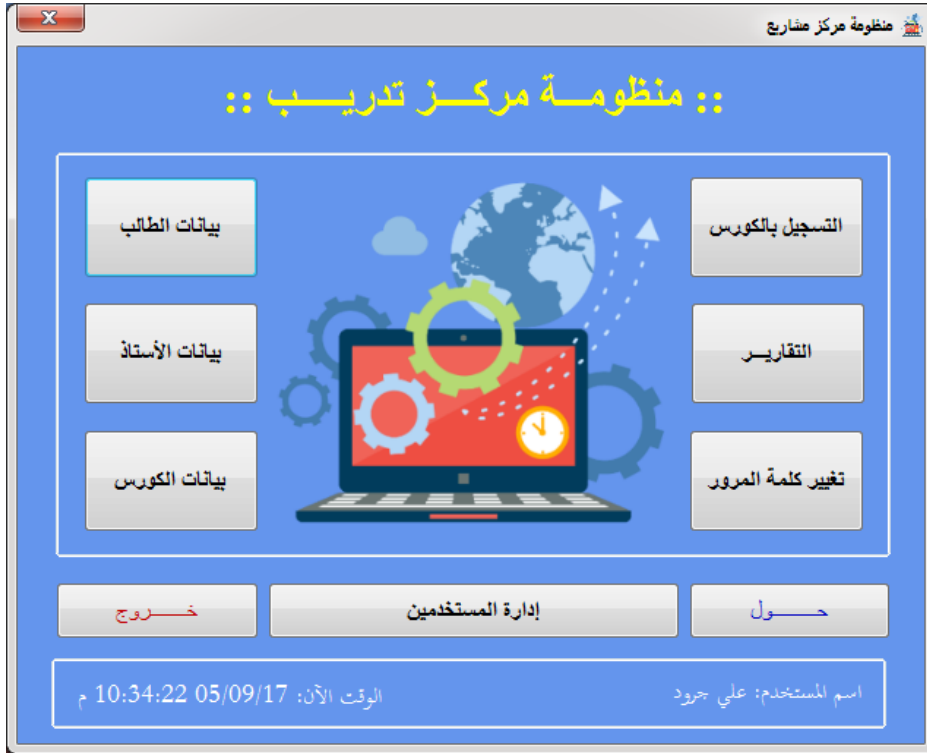 منظومة مركز مشاريع
:: منظومـــة مركـــز تدريـــب ::
التسجيل بالكورس
بيانات الطالب
التقاريــر
بيانات الأستاذ
تغيير كلمة المرور
بيانات الكورس
حـــــول
إدارة المستخدمين
خـــــروج
اسم المستخدم: علي جرود
الوقت الآن: 05/09/17 10:34:22 م